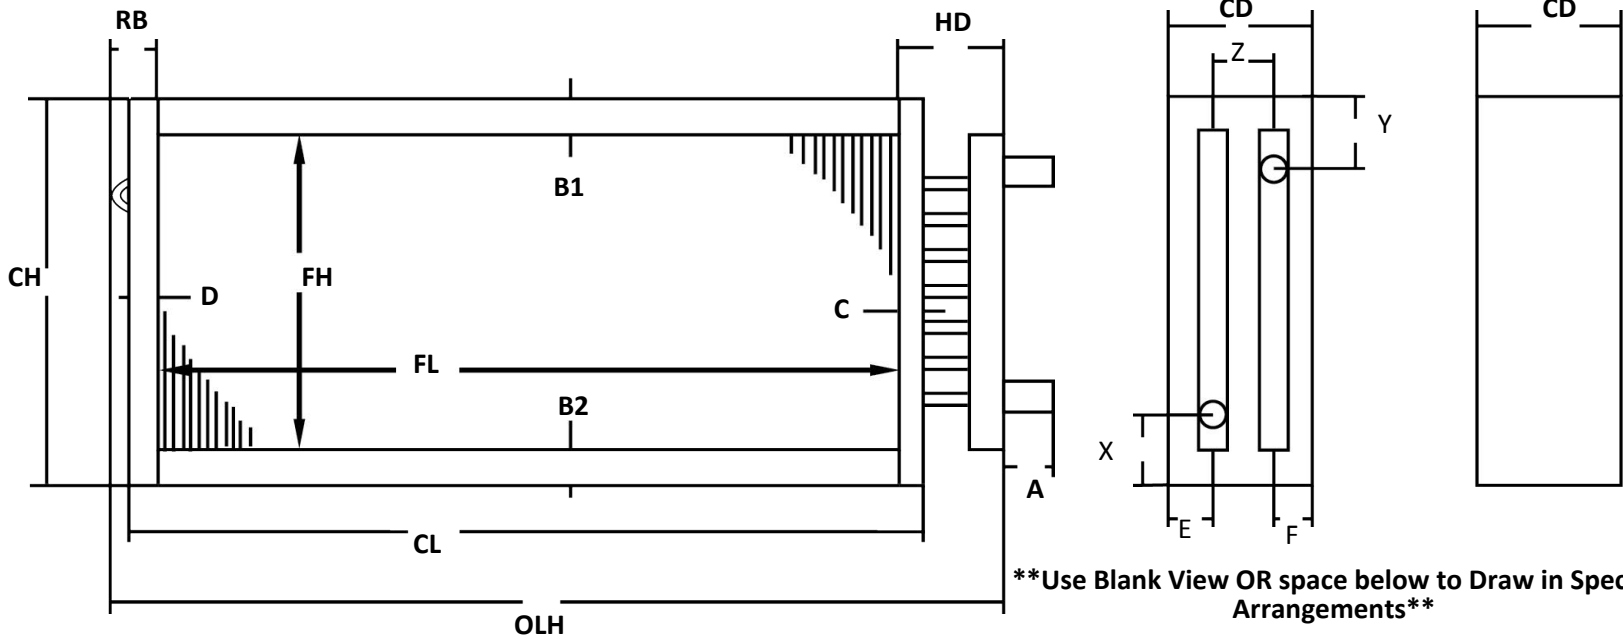 RB
HD
CD
CD
Z
Y
B1
CH
FH
D
C
FL
B2
X
A
E
F
CL
**Use Blank View OR space below to Draw in
Arrangements**
OLH